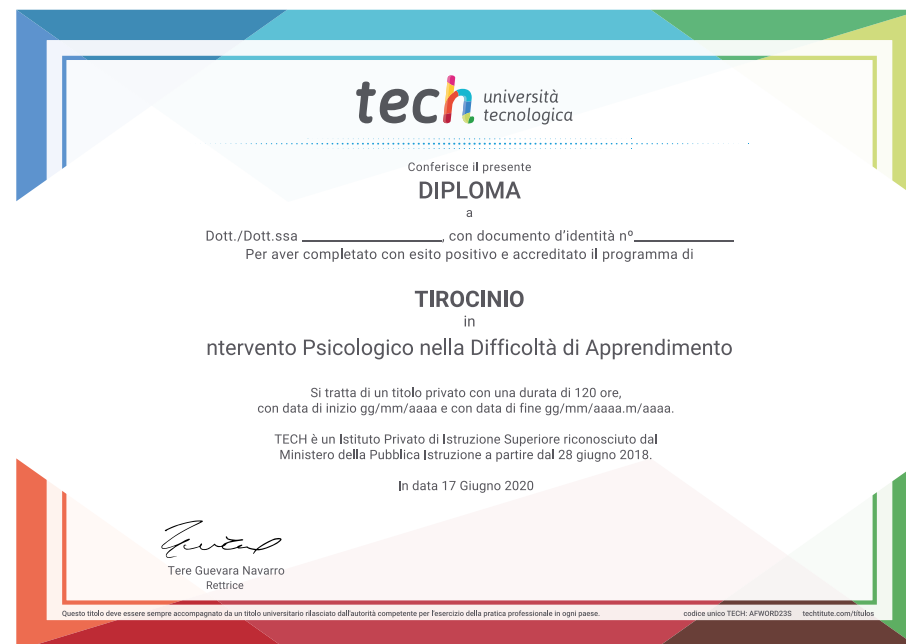 tech università
tecnologica
Conferisce il presente
DIPLOMA
a
Dott./Dott.ssa ________________, con documento d'identità nº____________
Per aver completato con esito positivo e accreditato il programma di
TIROCINIO
in
ntervento Psicologico nella Difficoltà di Apprendimento
Si tratta di un titolo privato con una durata di 120 ore,
con data di inizio gg/mm/aaaa e con data di fine gg/mm/aaaa.m/aaaa.
TECH è un Istituto Privato di Istruzione Superiore riconosciuto dal
Ministero della Pubblica Istruzione a partire dal 28 giugno 2018.
In data 17 Giugno 2020
Tere Guevara Navarro
Rettrice
Questo titolo deve essere sempre accompagnato da un titolo universitario rilasciato dall'autorità competente per l'esercizio della pratica professionale in ogni paese.
codice unico TECH: AFWORD23S techtitute.com/titulos